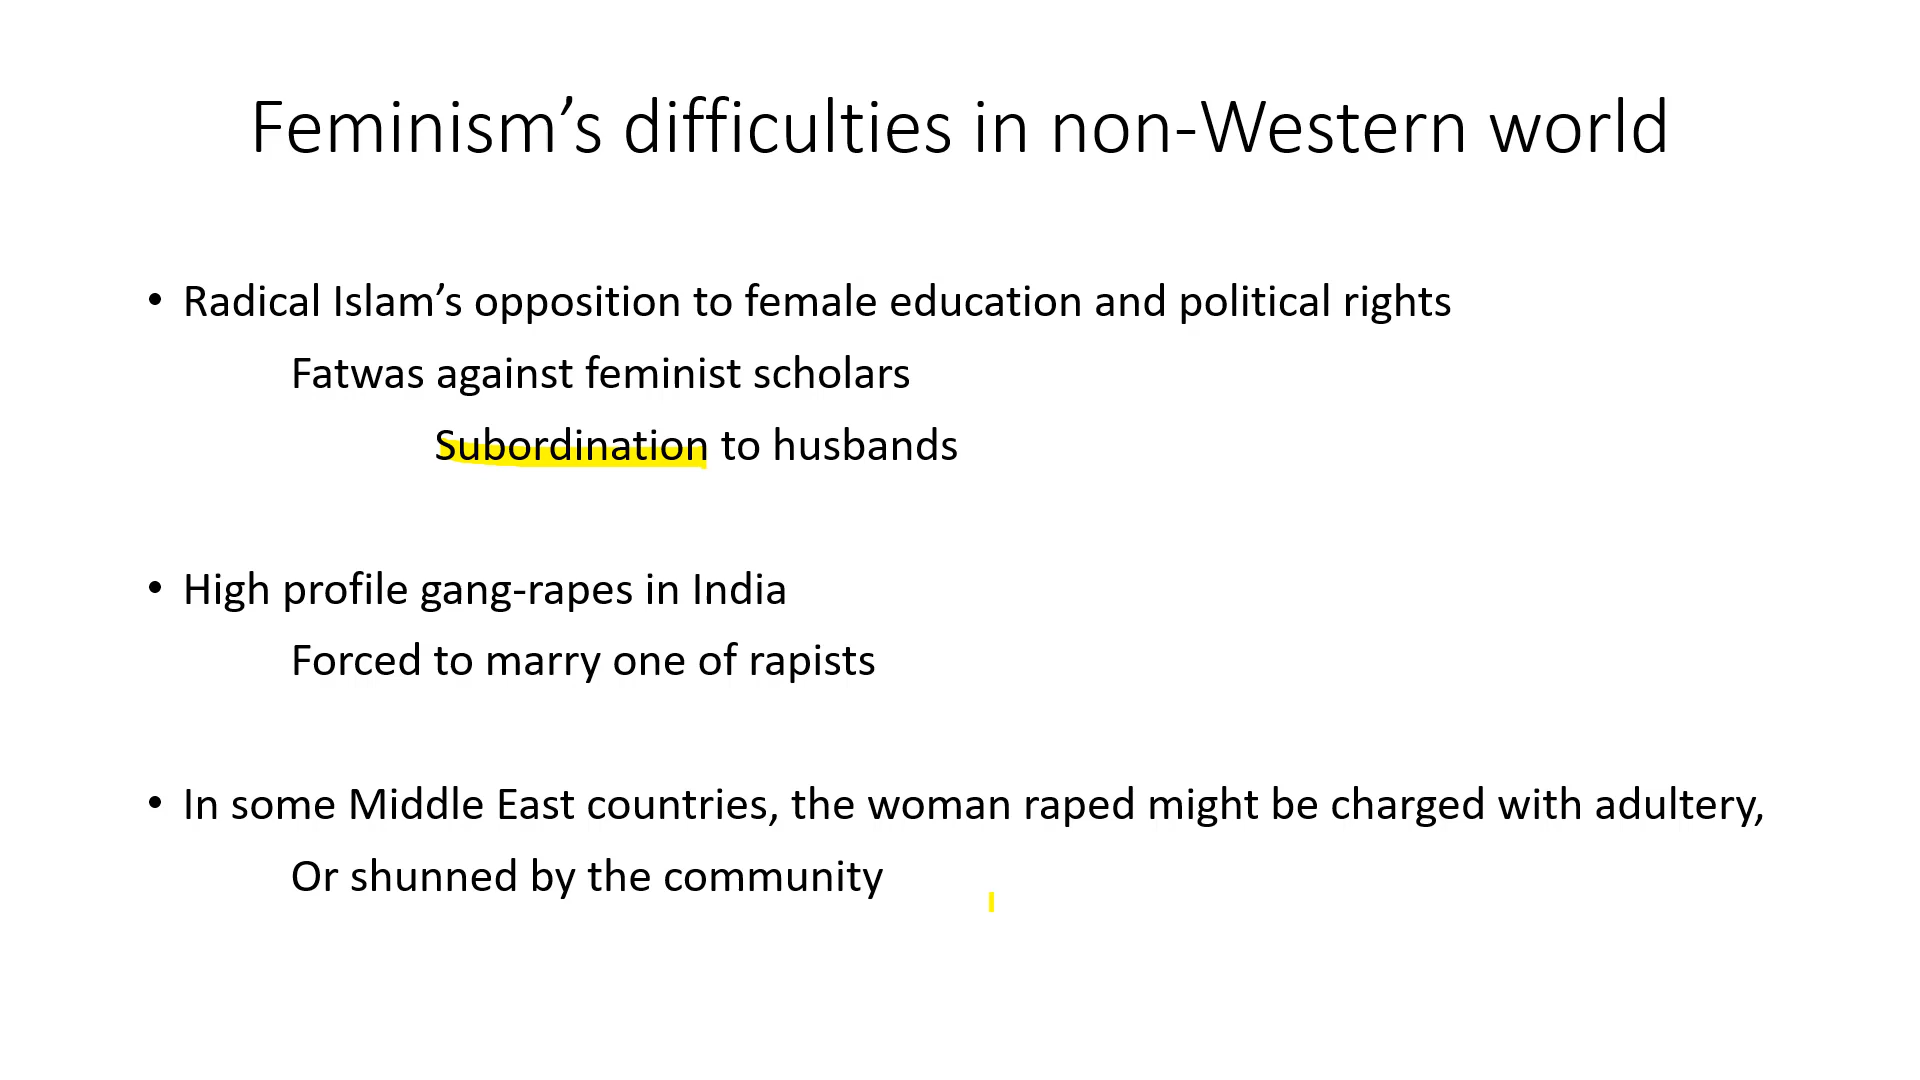 Feminism’s difficulties in non-Western world
• Radical Islam’s opposition to female education and political rights
Fatwas against feminist scholars
Subordination to husbands
• High profile gang-rapes in India
Forced to marry one of rapists
• In some Middle East countries, the woman raped might be charged with adultery,
Or shunned by the community